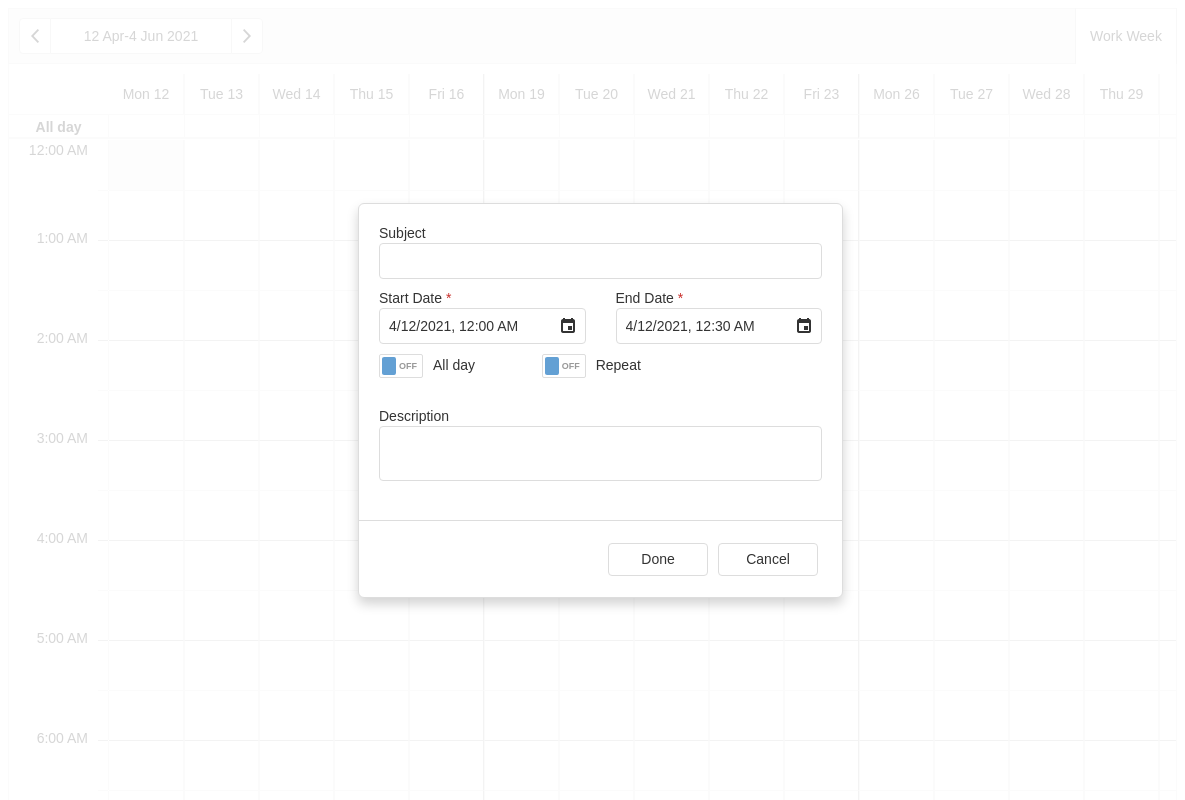 12 Apr-4 Jun 2021 Work Week
Mon 12 Tue 13 Wed 14 Thu 15 Fri 16 Mon 19 Tue 20 Wed 21 Thu 22 Fri 23 Mon 26 Tue 27 Wed 28 Thu 29
All day
12:00 AM
1:00 AM
2:00 AM
3:00 AM
4:00 AM
5:00 AM
6:00 AM
Subject
Start Date * End Date *
4/12/2021, 12:00 AM 4/12/2021, 12:30 AM
OFF All day OFF Repeat
Description
Done Cancel